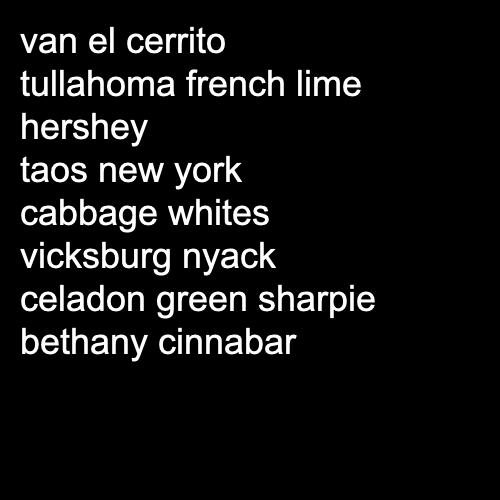 van el cerrito
tullahoma french lime
hershey
taos new york
cabbage whites
vicksburg nyack
celadon green sharpie
bethany cinnabar